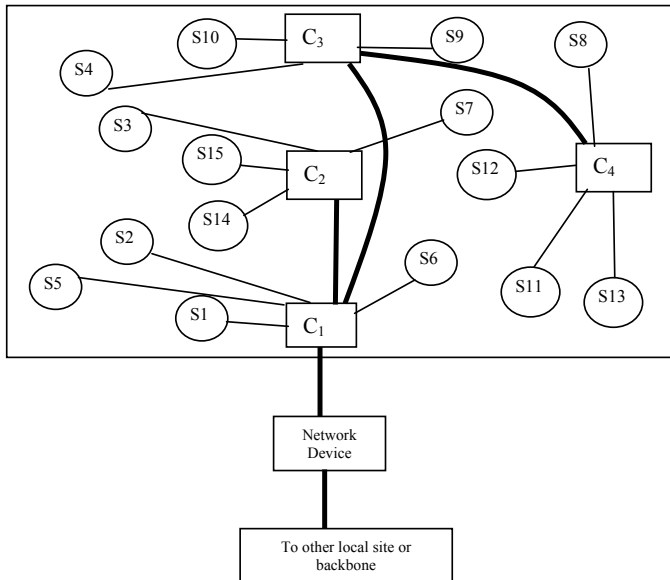 S10
C3
S9
S8
S4
S3
S7
S15
C2
S12
C4
S14
S2
S6
S5
S11
S13
S1
C1
Network
Device
To other local site or
backbone